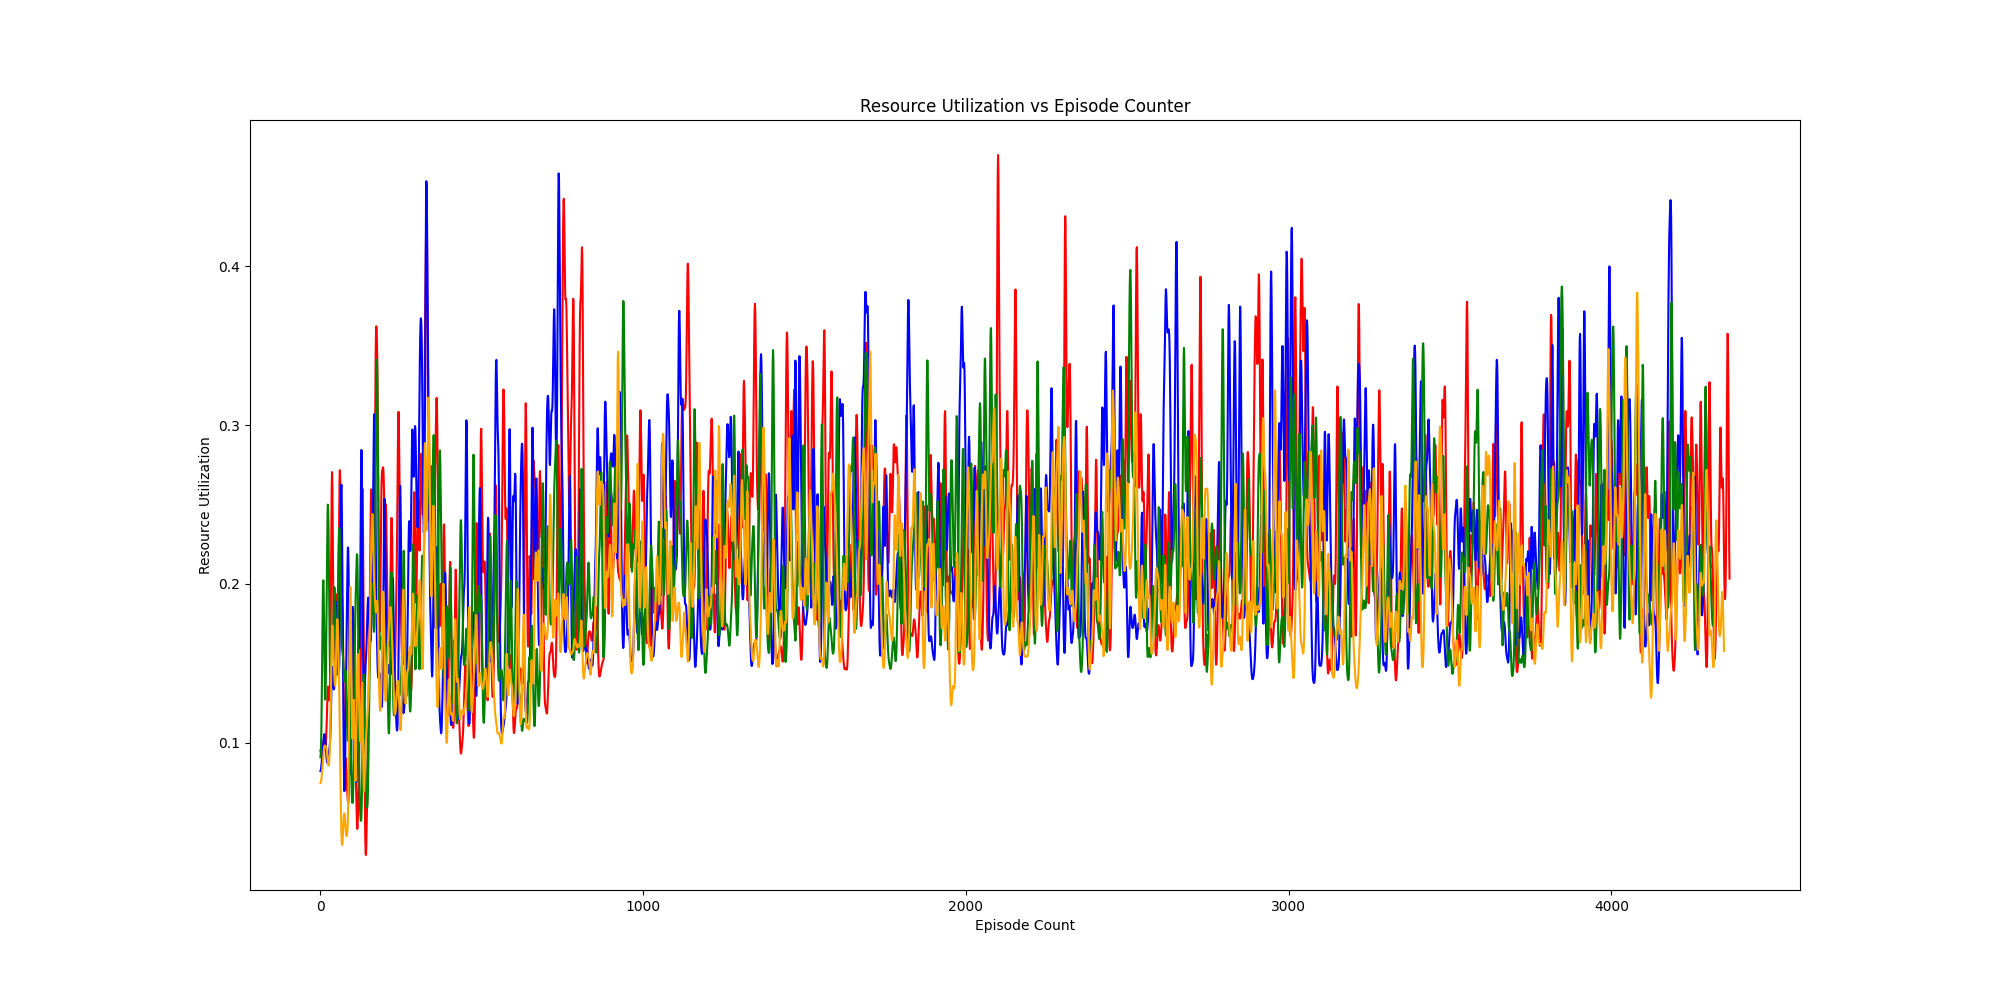 Resource Utilization vs Episode Counter
Resource Utilization
0.4
0.3
0.2
0.1
0 1000 2000 3000 4000
Episode Count